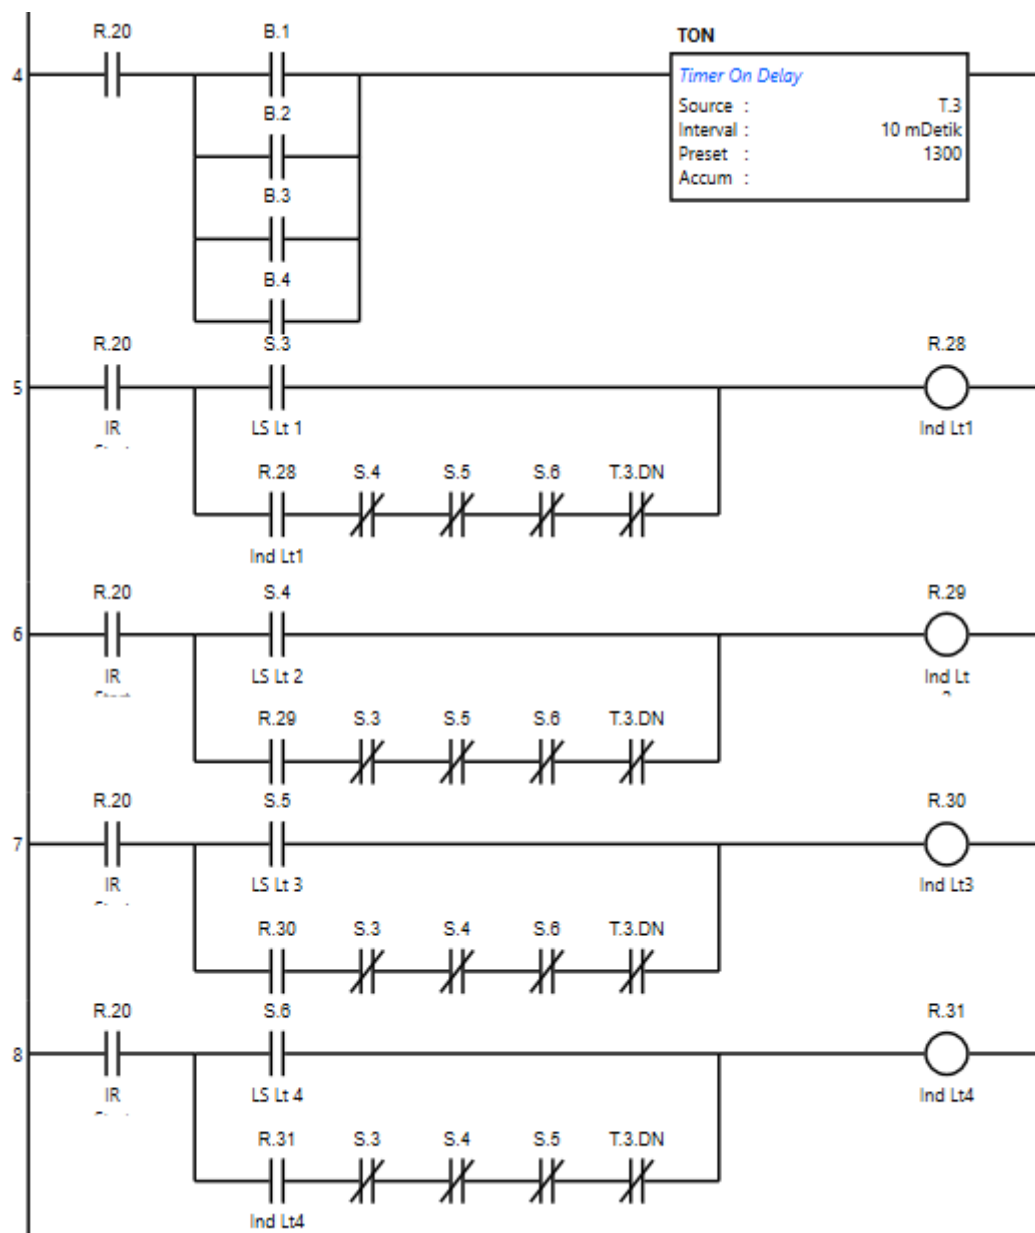 R.20 B.1
TON
4
Timer On Delay
Source : T.3
Interval : 10 mDetik
Preset : 1300
Accum :
B.2
B.3
B.4
R.20 S.3 R.28
5
IR LS Lt 1 Ind Lt1
R.28 S.4 S.5 S.6 T.3.DN
Ind Lt1
R.20 S.4 R.29
6
IR LS Lt 2 Ind Lt
R.29 S.3 S.5 S.6 T.3.DN
R.20 S.5 R.30
7
IR LS Lt 3 Ind Lt3
R.30 S.3 S.4 S.6 T.3.DN
R.20 S.6 R.31
8
IR LS Lt 4 Ind Lt4
R.31 S.3 S.4 S.5 T.3.DN
Ind Lt4